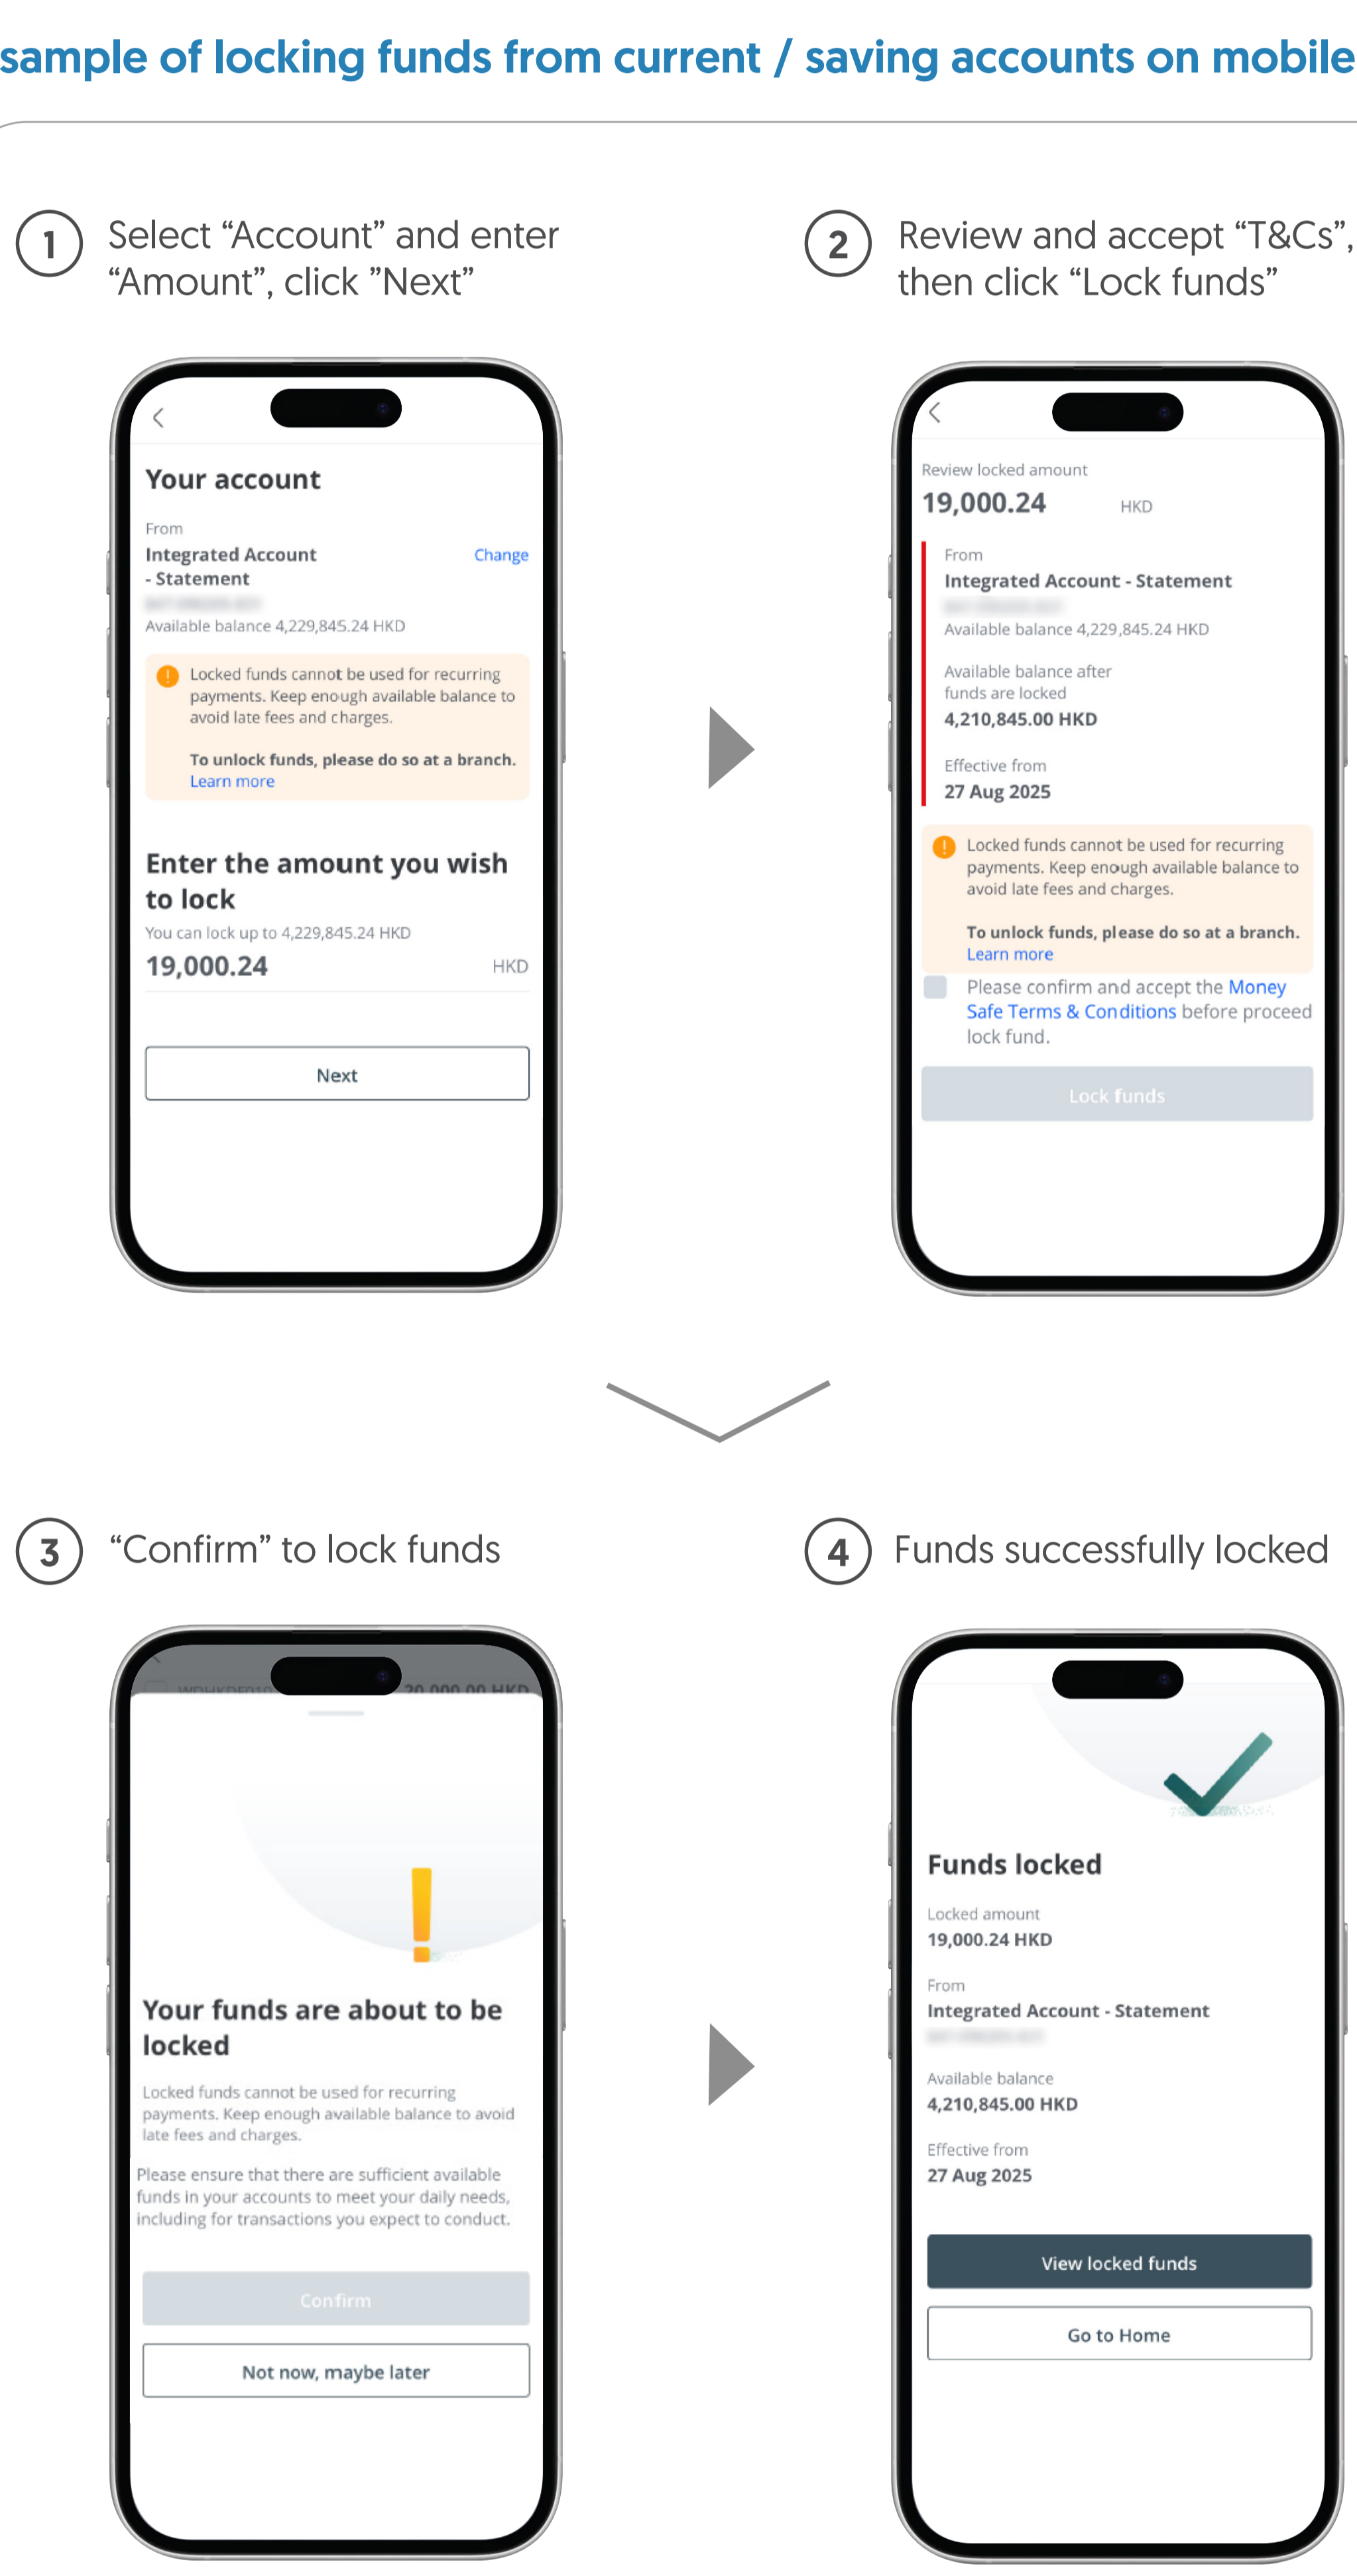 sample of locking funds from current / saving accounts on mobile
1
Select “Account” and enter
“Amount”, click ”Next”
Your account
From
Integrated Account
- Statement
Change
Available balance 4,229,845.24 HKD
! Locked funds cannot be used for recurring
payments. Keep enough available balance to
avoid late fees and charges.
To unlock funds, please do so at a branch.
Learn more
Enter the amount you wish
to lock
You can lock up to 4,229,845.24 HKD
19,000.24 HKD
Next
2
Review and accept “T&Cs”,
then click “Lock funds”
Review locked amount
19,000.24 HKD
From
Integrated Account - Statement
Available balance 4,229,845.24 HKD
Available balance after
funds are locked
4,210,845.00 HKD
Effective from
27 Aug 2025
! Locked funds cannot be used for recurring
payments. Keep enough available balance to
avoid late fees and charges.
To unlock funds, please do so at a branch.
Learn more
Please confirm and accept the Money
Safe Terms & Conditions before proceed
lock fund.
Lock funds
3
“Confirm” to lock funds
20,000.00 HKD
Your funds are about to be
locked
Locked funds cannot be used for recurring
payments. Keep enough available balance to avoid
late fees and charges.
Please ensure that there are sufficient available
funds in your accounts to meet your daily needs,
including for transactions you expect to conduct.
Confirm
Not now, maybe later
4
Funds successfully locked
Funds locked
Locked amount
19,000.24 HKD
From
Integrated Account - Statement
Available balance
4,210,845.00 HKD
Effective from
27 Aug 2025
View locked funds
Go to Home